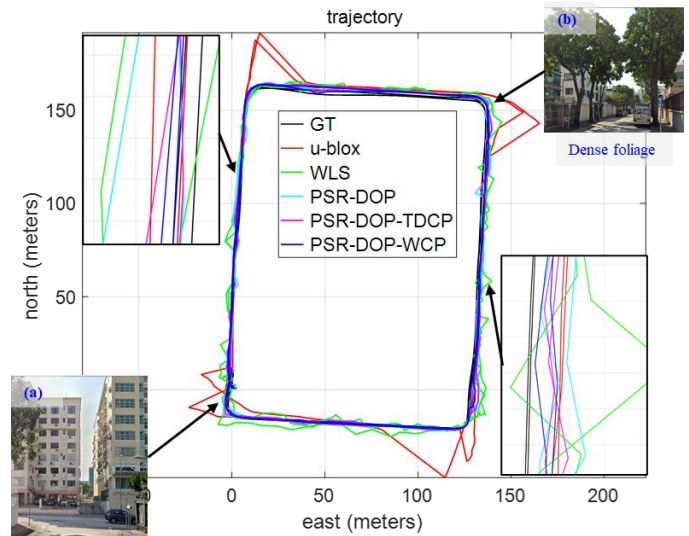 trajectory
(b)
150
Dense foliage
GT
u-blox
WLS
PSR-DOP
PSR-DOP-TDCP
PSR-DOP-WCP
100
50
north (meters)
(a)
0
50
100
150
200
east (meters)